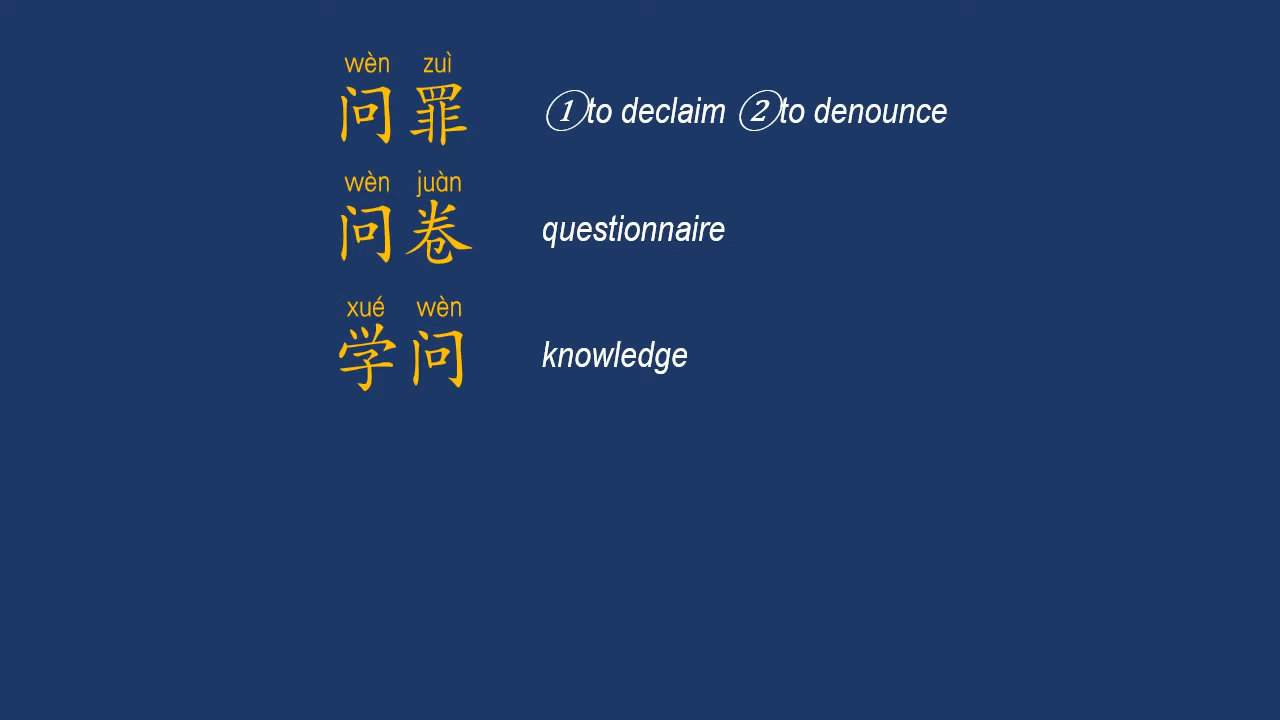 wèn zuì
问罪 ①to declaim ②to denounce
wèn juàn
问卷 questionnaire
xué wèn
学问 knowledge